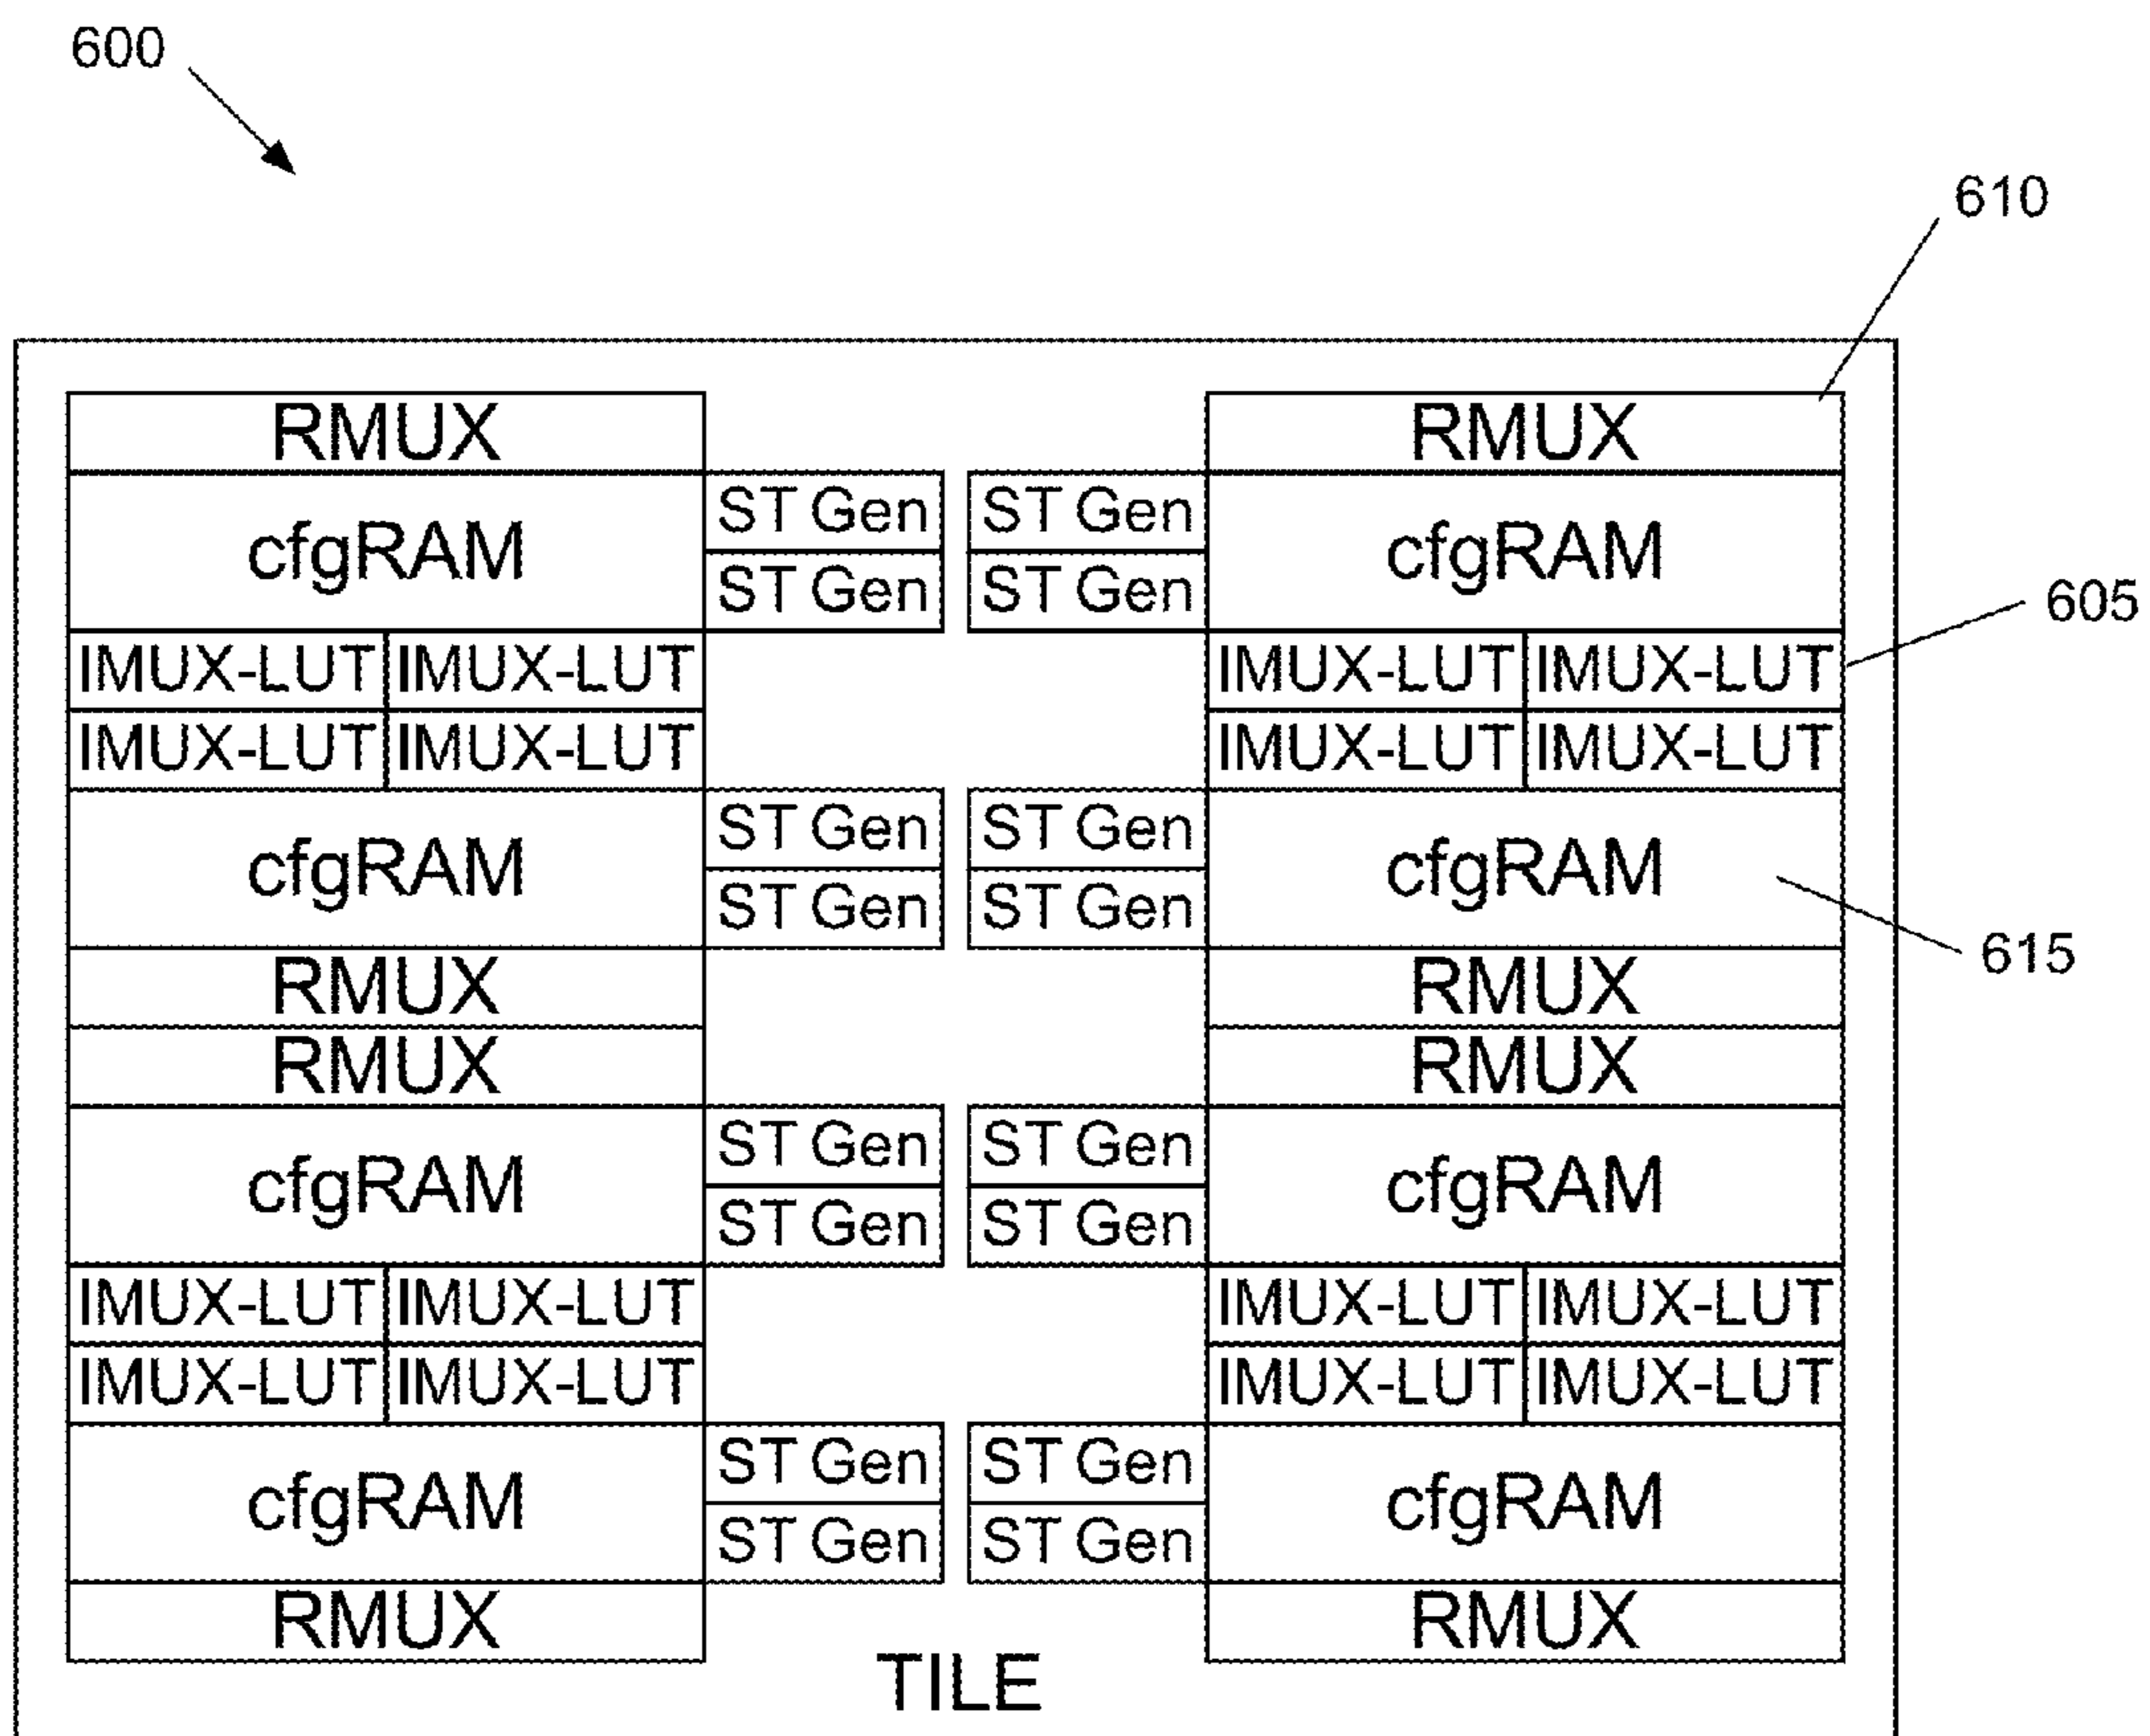 600
610
RMUX RMUX
cfgRAM ST Gen ST Gen cfgRAM
ST Gen ST Gen
605
IMUX-LUT IMUX-LUT IMUX-LUT IMUX-LUT
IMUX-LUT IMUX-LUT IMUX-LUT IMUX-LUT
cfgRAM ST Gen ST Gen cfgRAM
ST Gen ST Gen
615
RMUX RMUX
RMUX RMUX
cfgRAM ST Gen ST Gen cfgRAM
ST Gen ST Gen
IMUX-LUT IMUX-LUT IMUX-LUT IMUX-LUT
IMUX-LUT IMUX-LUT IMUX-LUT IMUX-LUT
cfgRAM ST Gen ST Gen cfgRAM
ST Gen ST Gen
RMUX RMUX
TILE